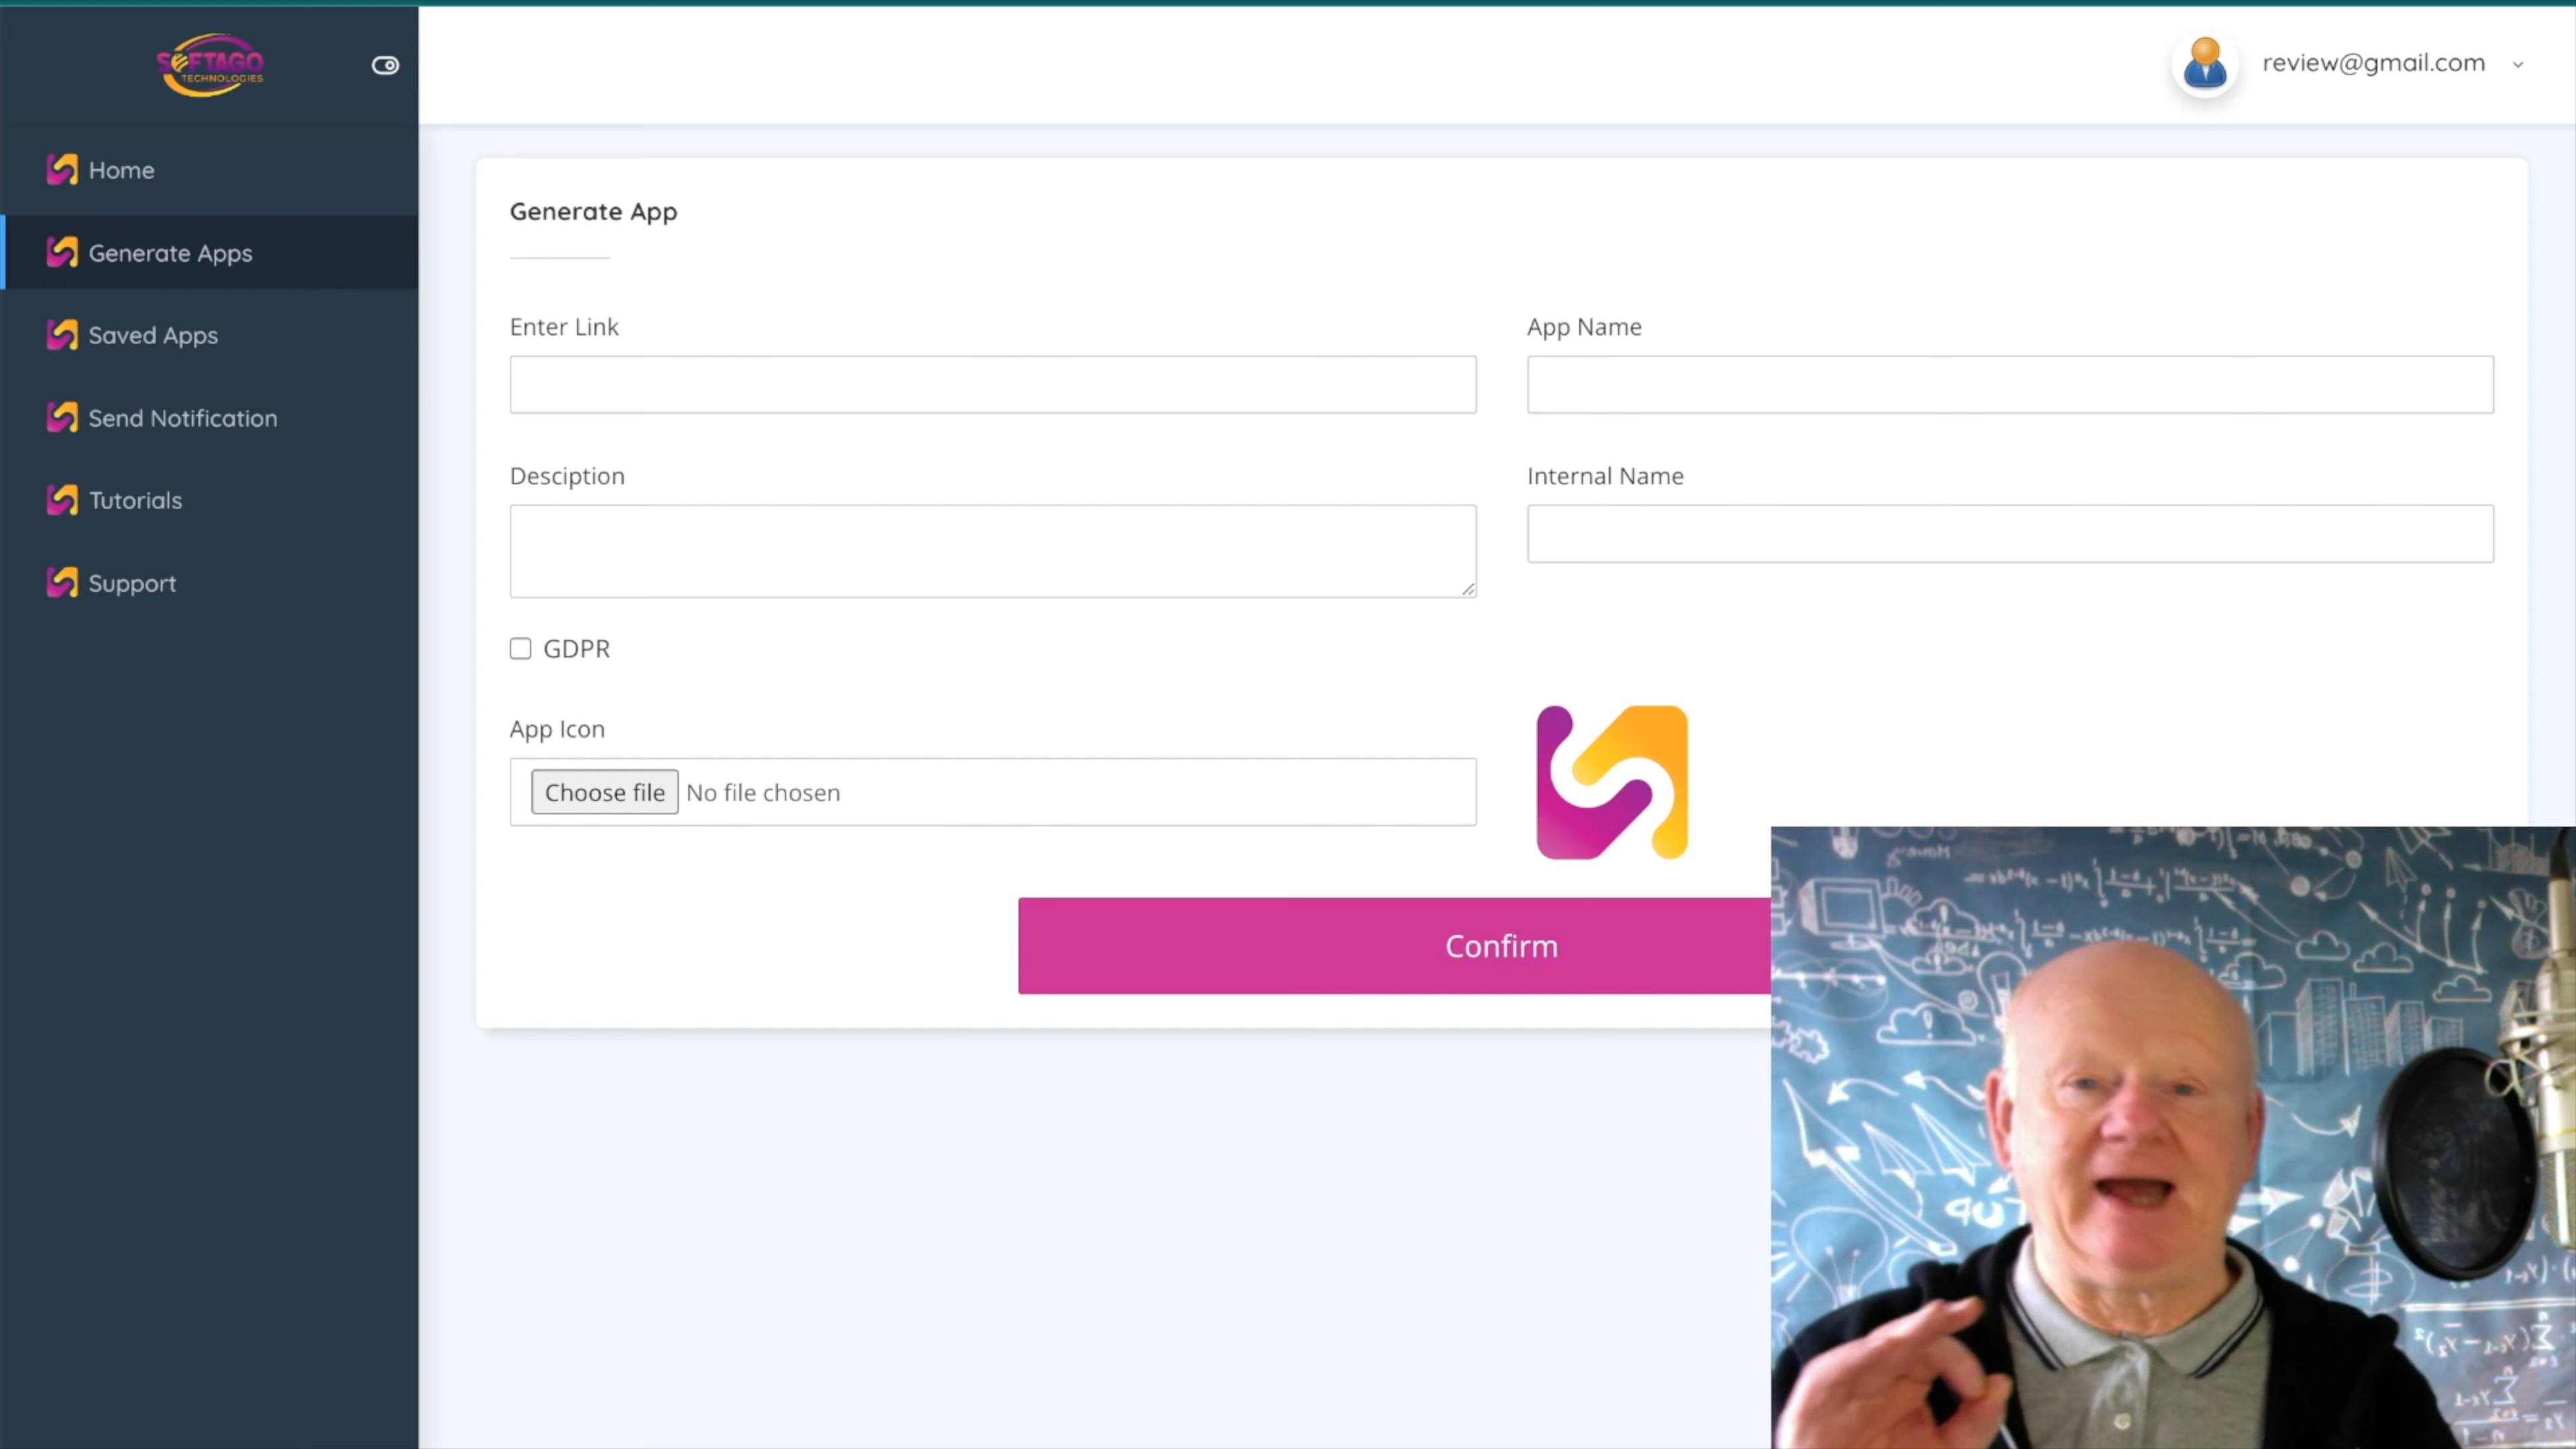 SOFTAGO
TECHNOLOGIES
review@gmail.com
Home
Generate Apps
Saved Apps
Send Notification
Tutorials
Support
Generate App
Enter Link
App Name
Desciption
Internal Name
GDPR
App Icon
Choose file No file chosen
Confirm